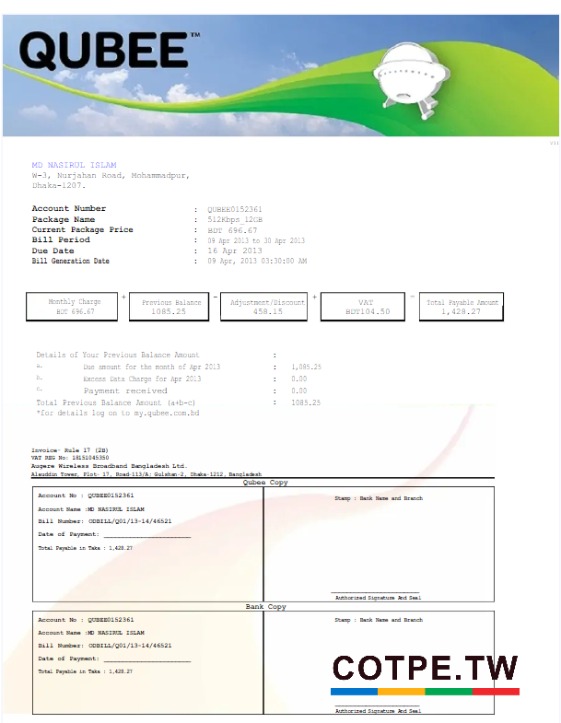 QUBEE™
MD NASIRUL ISLAM
W-3, Nurjahan Road, Mohammadpur,
Dhaka-1207.
Account Number : QUBEE0152361
Package Name : 512Kbps_12GB
Current Package Price : BDT 696.67
Bill Period : 09 Apr 2013 to 30 Apr 2013
Due Date : 16 Apr 2013
Bill Generation Date : 09 Apr, 2013 03:30:00 AM
Monthly Charge + Previous Balance - Adjustment/Discount + VAT = Total Payable Amount
BDT 696.67 1085.25 458.15 BDT104.50 1,428.27
Details of Your Previous Balance Amount :
a. Due amount for the month of Apr 2013 : 1,085.25
b. Excess Data Charge for Apr 2013 : 0.00
c. Payment received : 0.00
Total Previous Balance Amount (a+b-c) : 1085.25
*for details log on to my.qubee.com.bd
Invoice- Rule 17 (2B)
VAT REG No: 18151045350
Augere Wireless Broadband Bangladesh Ltd.
Alauddin Tower, Plot- 17, Road-113/A; Gulshan-2, Dhaka-1212, Bangladesh
Qubee Copy
Account No : QUBEE0152361
Stamp : Bank Name and Branch
Account Name :MD NASIRUL ISLAM
Bill Number: ODBILL/Q01/13-14/46521
Date of Payment:
Total Payable in Taka : 1,428.27
Authorized Signature And Seal
Bank Copy
Account No : QUBEE0152361
Stamp : Bank Name and Branch
Account Name :MD NASIRUL ISLAM
Bill Number: ODBILL/Q01/13-14/46521
Date of Payment:
Total Payable in Taka : 1,428.27
COTPE.TW
Authorized Signature And Seal